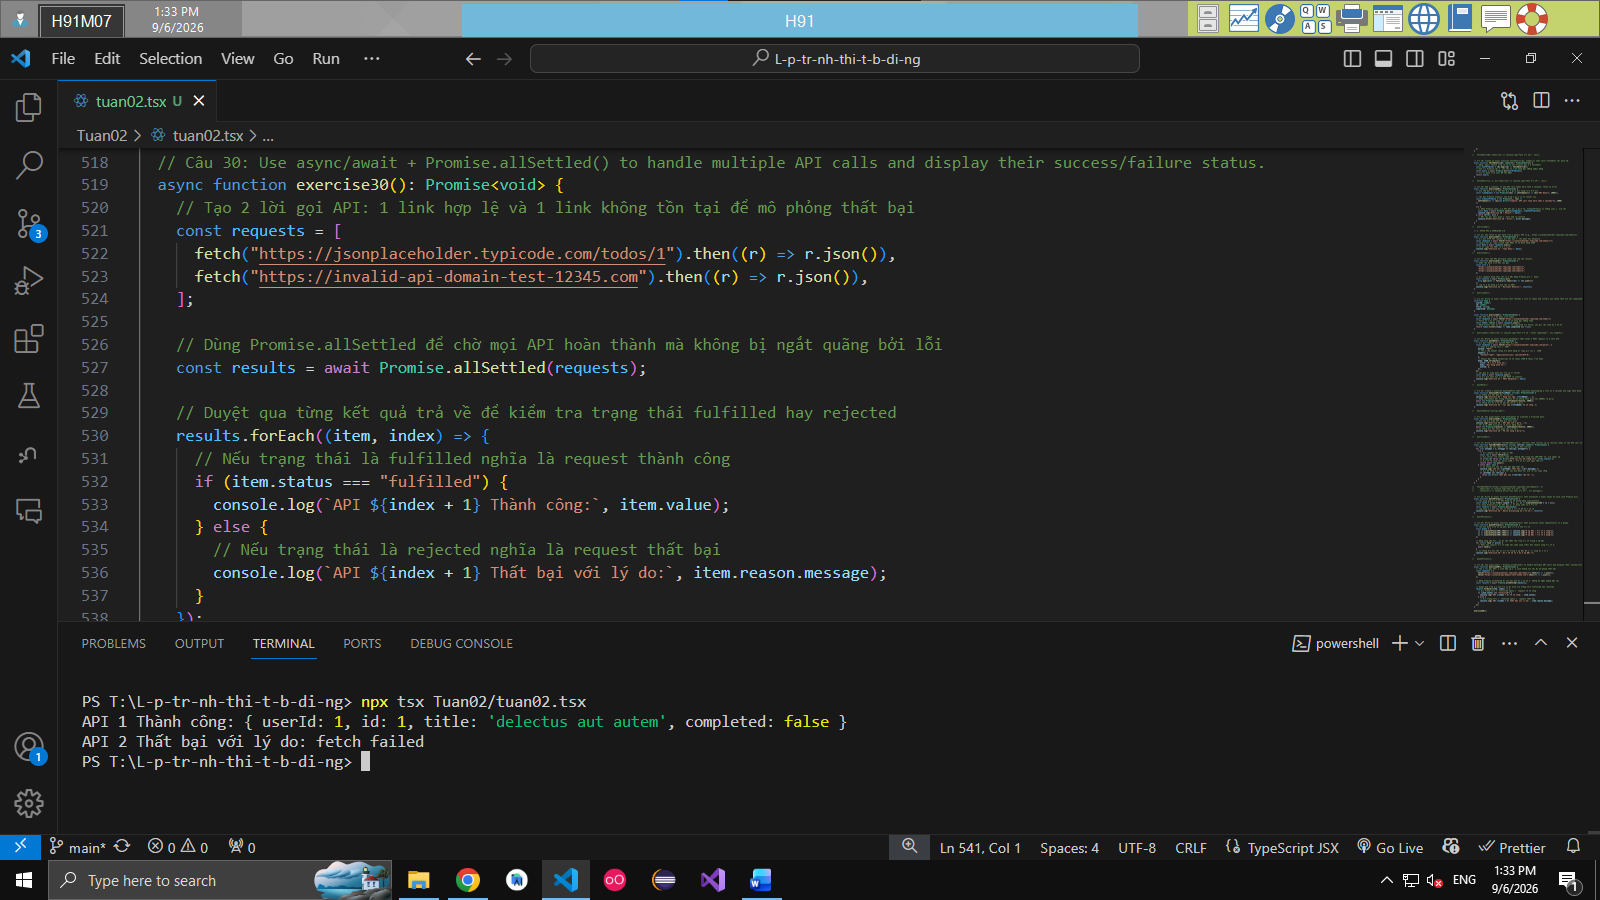 H91M07
1:33 PM
9/6/2026
H91
Q W
A S
File Edit Selection View Go Run ···
L-p-tr-nh-thi-t-b-di-ng
tuan02.tsx U
Tuan02 > tuan02.tsx > ...
518 // Câu 30: Use async/await + Promise.allSettled() to handle multiple API calls and display their success/failure status.
519 async function exercise30(): Promise<void> {
520 // Tạo 2 lời gọi API: 1 link hợp lệ và 1 link không tồn tại để mô phỏng thất bại
521 const requests = [
522 fetch("https://jsonplaceholder.typicode.com/todos/1").then((r) => r.json()),
523 fetch("https://invalid-api-domain-test-12345.com").then((r) => r.json()),
524 ];
525
526 // Dùng Promise.allSettled để chờ mọi API hoàn thành mà không bị ngắt quãng bởi lỗi
527 const results = await Promise.allSettled(requests);
528
529 // Duyệt qua từng kết quả trả về để kiểm tra trạng thái fulfilled hay rejected
530 results.forEach((item, index) => {
531 // Nếu trạng thái là fulfilled nghĩa là request thành công
532 if (item.status === "fulfilled") {
533 console.log(`API ${index + 1} Thành công:`, item.value);
534 } else {
535 // Nếu trạng thái là rejected nghĩa là request thất bại
536 console.log(`API ${index + 1} Thất bại với lý do:`, item.reason.message);
537 }
538 });
PROBLEMS OUTPUT TERMINAL PORTS DEBUG CONSOLE
powershell
PS T:\L-p-tr-nh-thi-t-b-di-ng> npx tsx Tuan02/tuan02.tsx
API 1 Thành công: { userId: 1, id: 1, title: 'delectus aut autem', completed: false }
API 2 Thất bại với lý do: fetch failed
PS T:\L-p-tr-nh-thi-t-b-di-ng>
3
1
main* 0 0 0
Ln 541, Col 1 Spaces: 4 UTF-8 CRLF TypeScript JSX Go Live Prettier
Type here to search
ENG
1:33 PM
9/6/2026
1